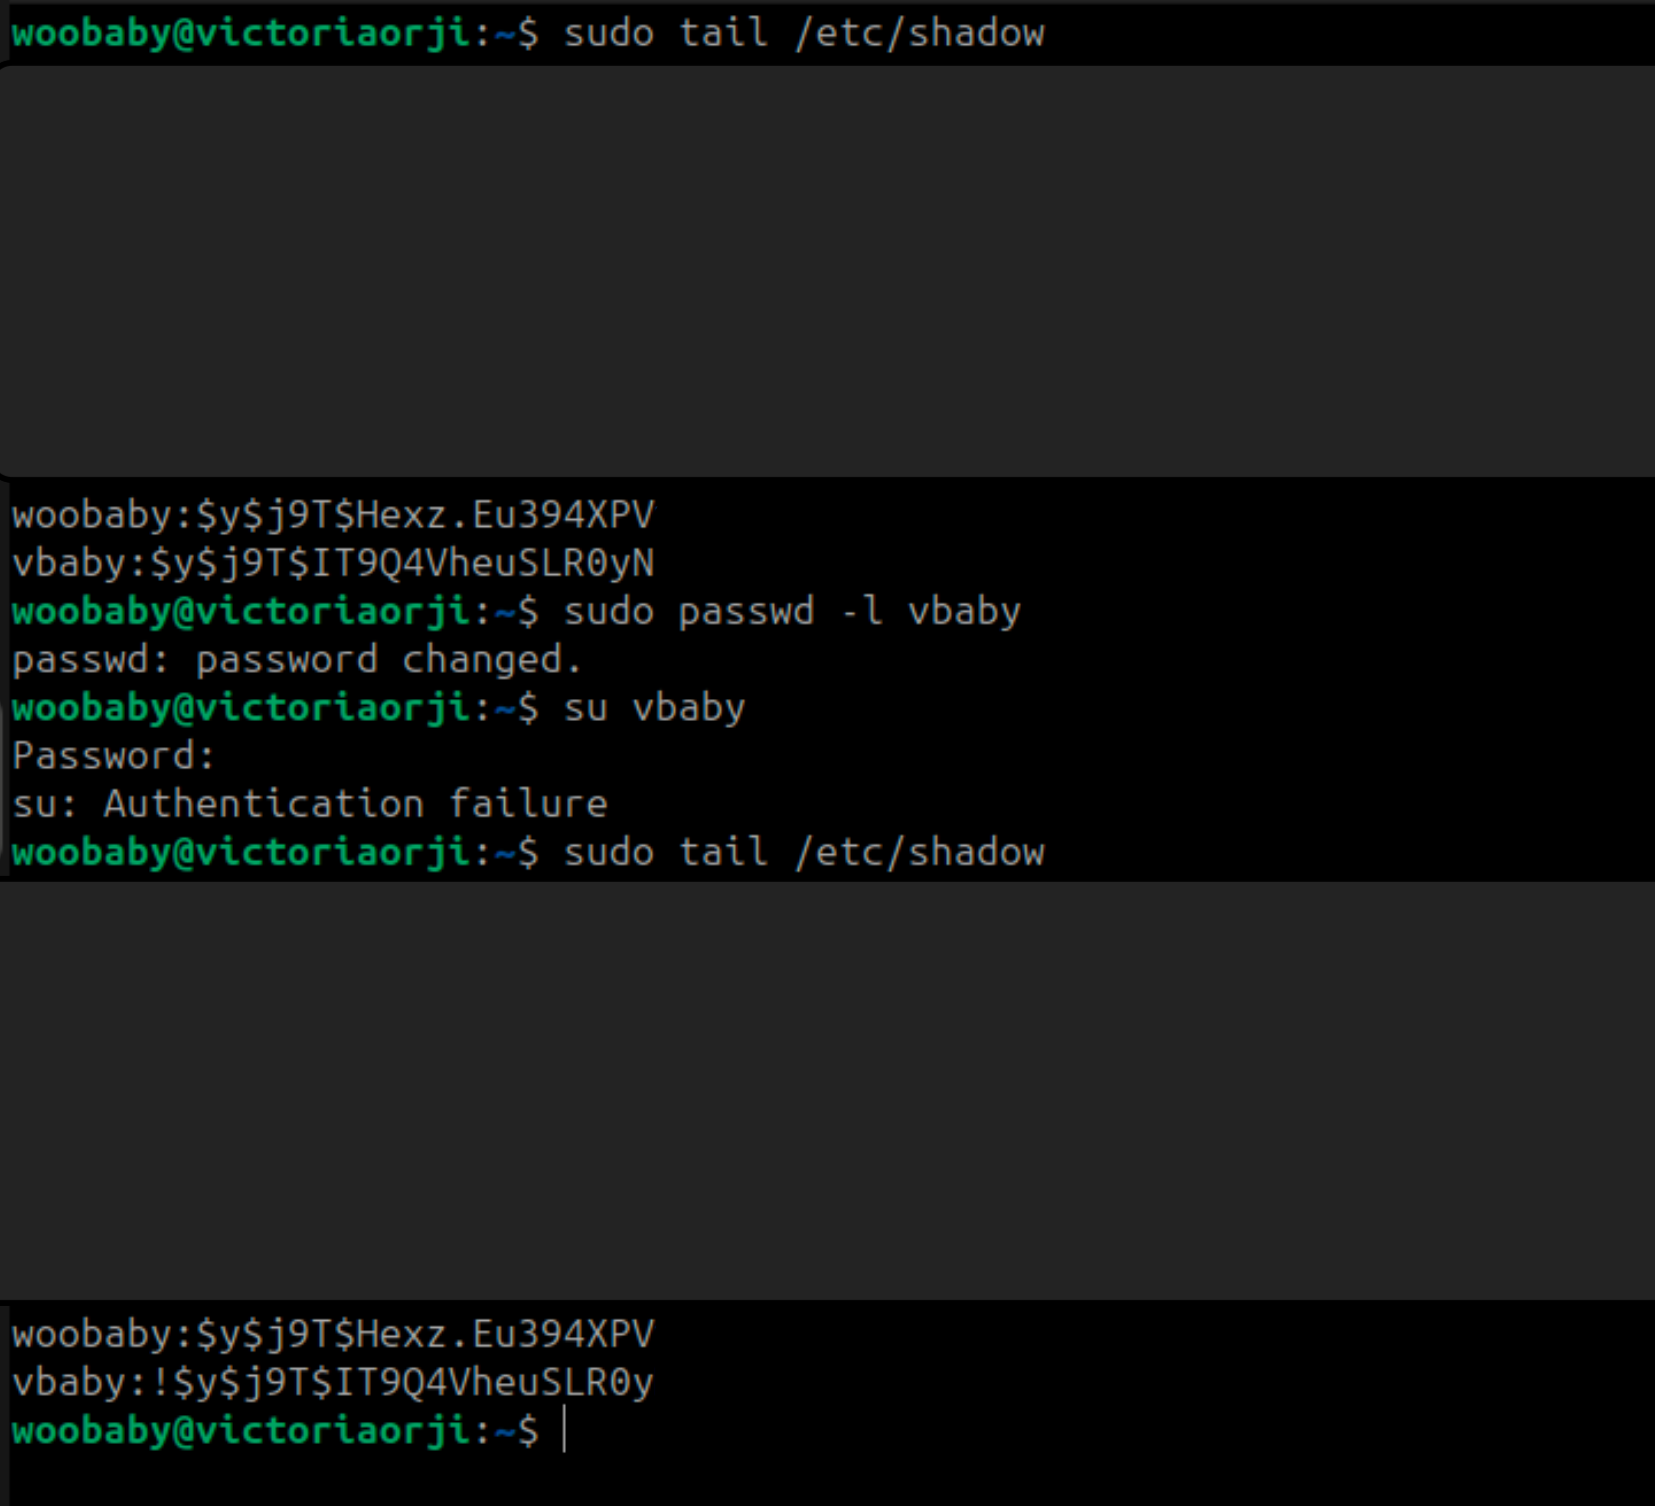 woobaby@victoriaorji:~$ sudo tail /etc/shadow
woobaby:$y$j9T$Hexz.Eu394XPV
vbaby:$y$j9T$IT9Q4VheuSLR0yN
woobaby@victoriaorji:~$ sudo passwd -l vbaby
passwd: password changed.
woobaby@victoriaorji:~$ su vbaby
Password:
su: Authentication failure
woobaby@victoriaorji:~$ sudo tail /etc/shadow
woobaby:$y$j9T$Hexz.Eu394XPV
vbaby:!$y$j9T$IT9Q4VheuSLR0y
woobaby@victoriaorji:~$